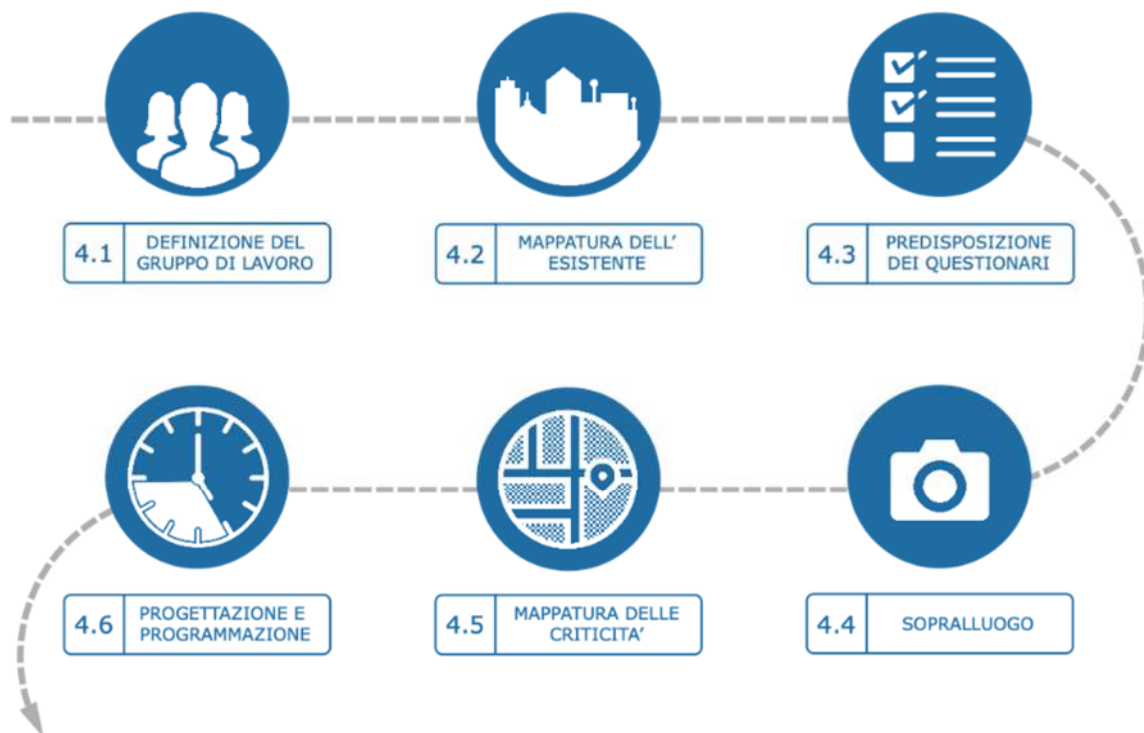 4.1
DEFINIZIONE DEL
GRUPPO DI LAVORO
4.2
MAPPATURA DELL’
ESISTENTE
4.3
PREDISPOSIZIONE
DEI QUESTIONARI
4.4
SOPRALLUOGO
4.5
MAPPATURA DELLE
CRITICITA’
4.6
PROGETTAZIONE E
PROGRAMMAZIONE